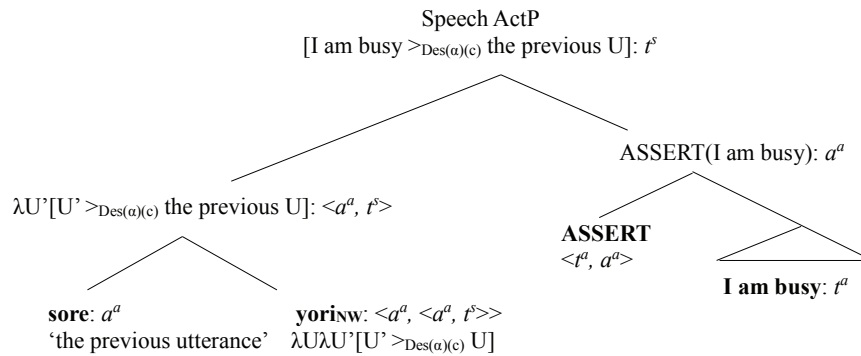 Speech ActP
[I am busy >Des(α)(c) the previous U]: tˢ
ASSERT(I am busy): aᵃ
λU’[U’ >Des(α)(c) the previous U]: <aᵃ, tˢ>
ASSERT
<tᵃ, aᵃ>
I am busy: tᵃ
sore: aᵃ
‘the previous utterance’
yoriNW: <aᵃ, <aᵃ, tˢ>>
λUλU’[U’ >Des(α)(c) U]